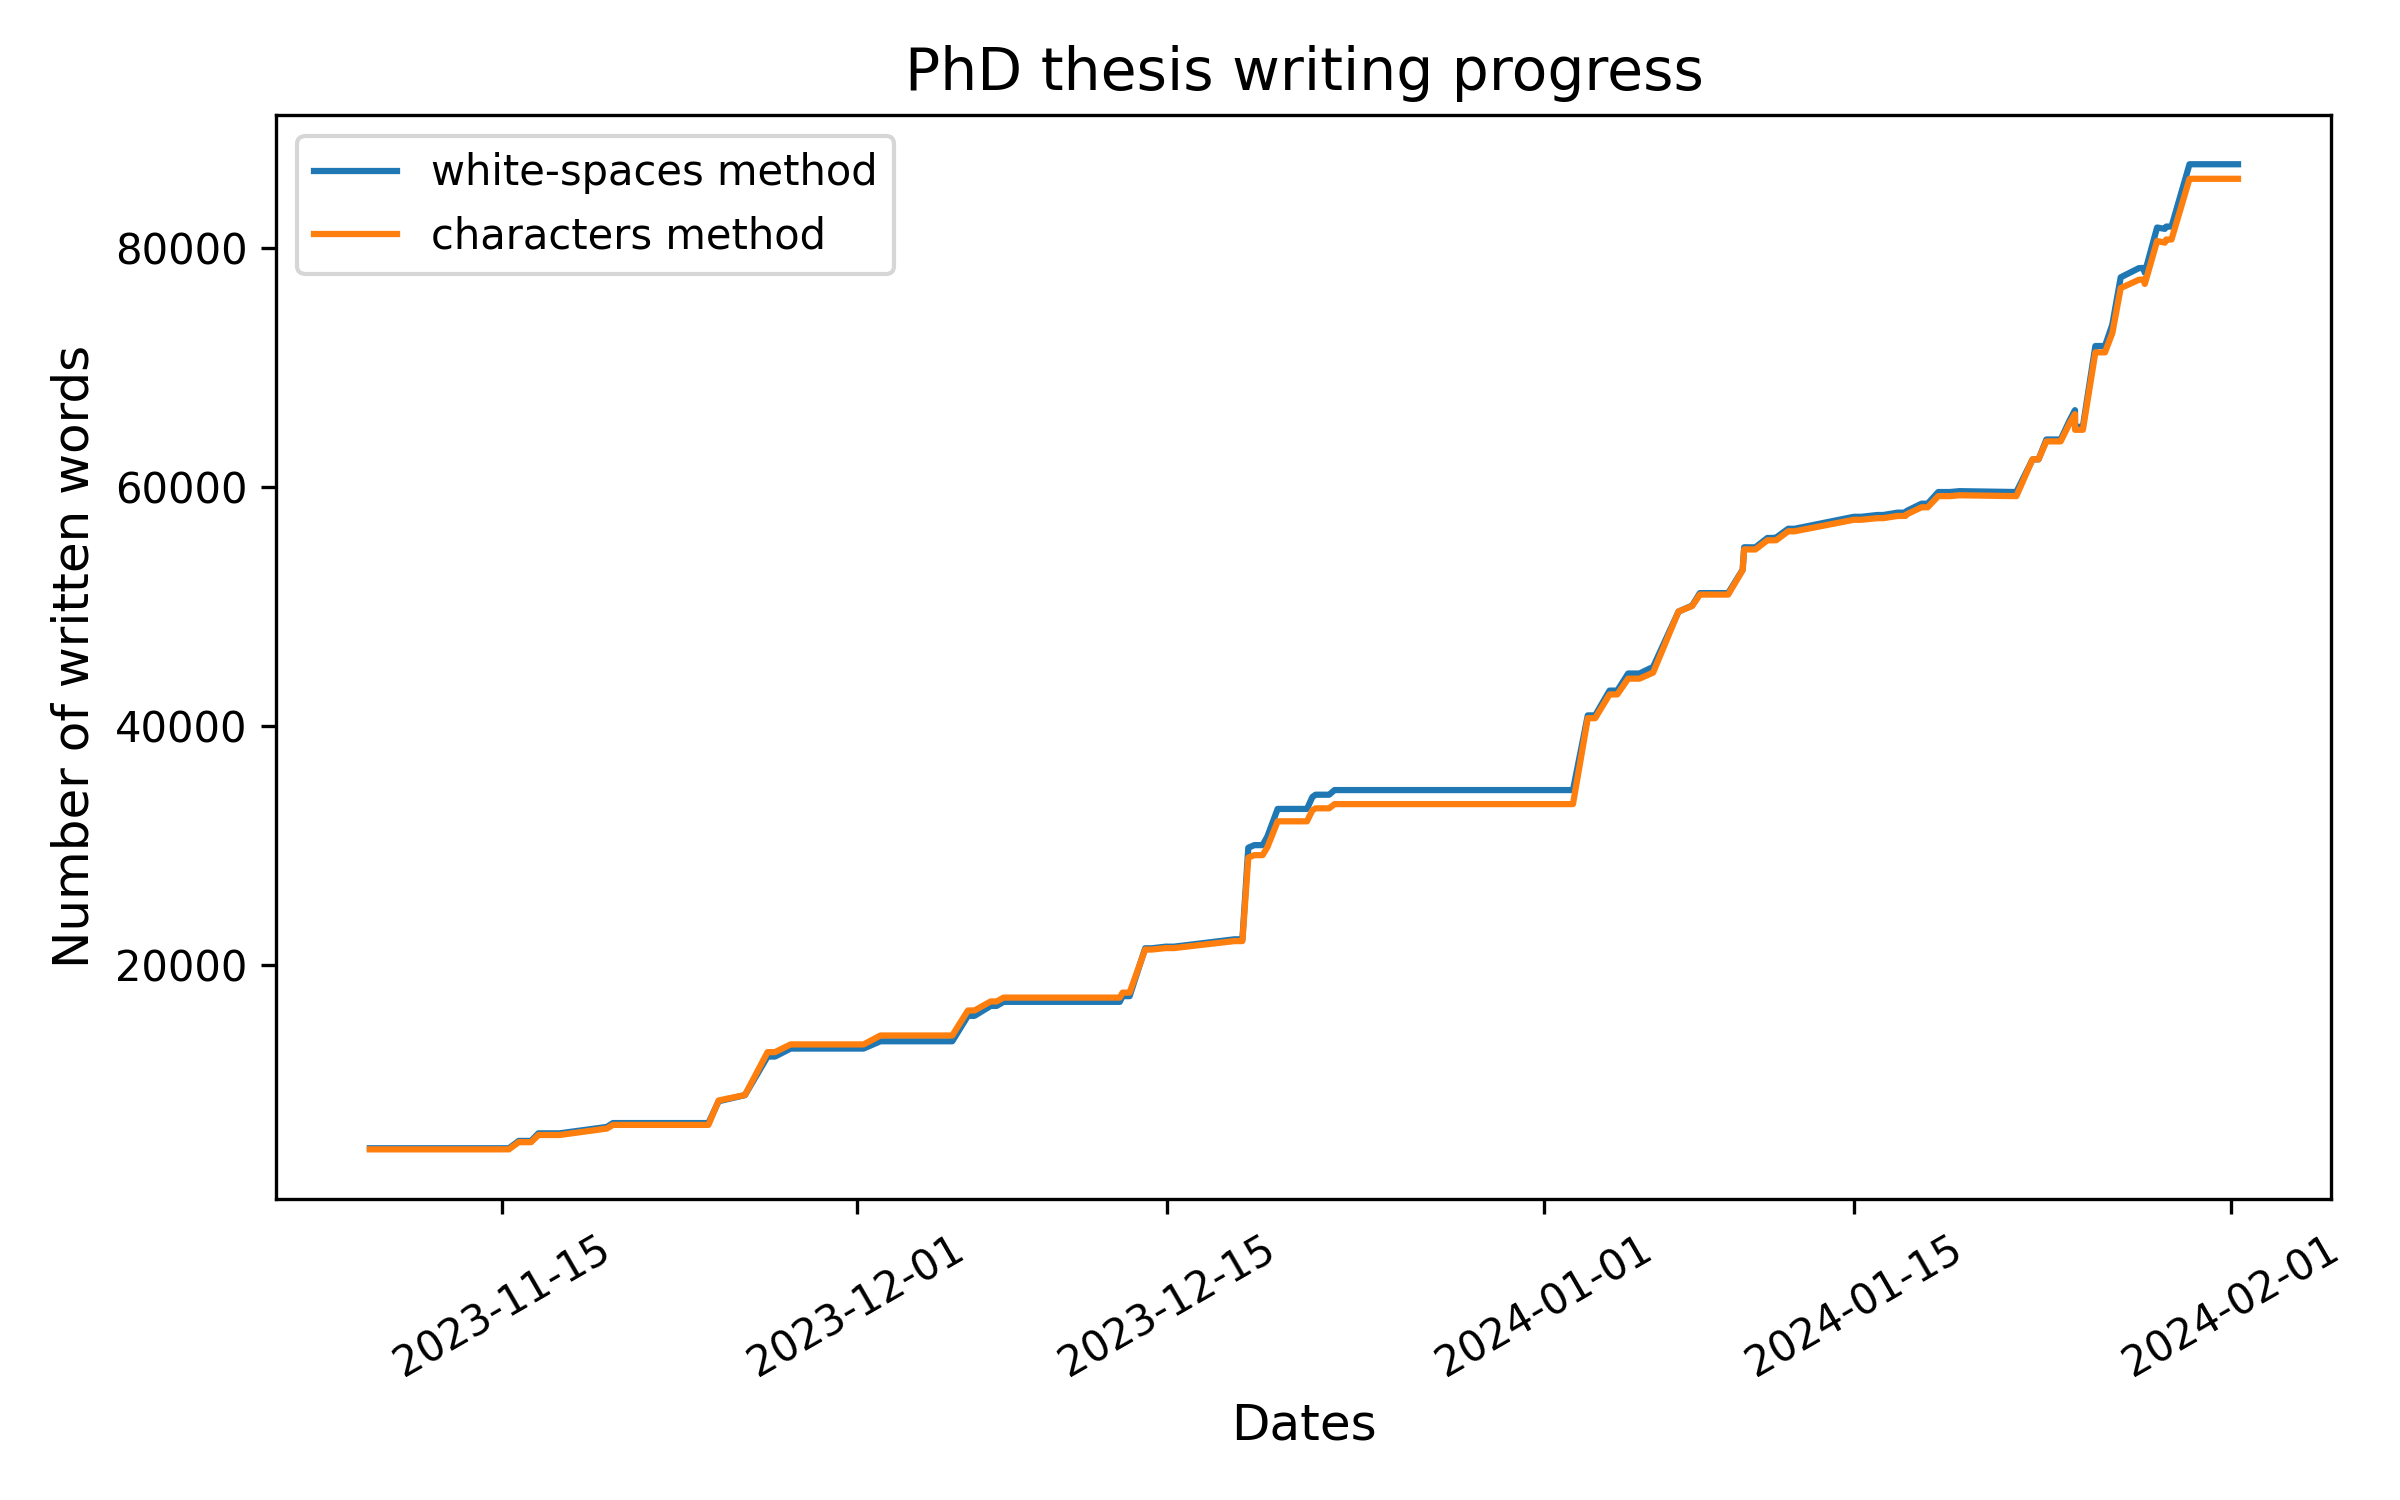 PhD thesis writing progress
white-spaces method
characters method
Number of written words
80000
60000
40000
20000
2023-11-15
2023-12-01
2023-12-15
2024-01-01
2024-01-15
2024-02-01
Dates